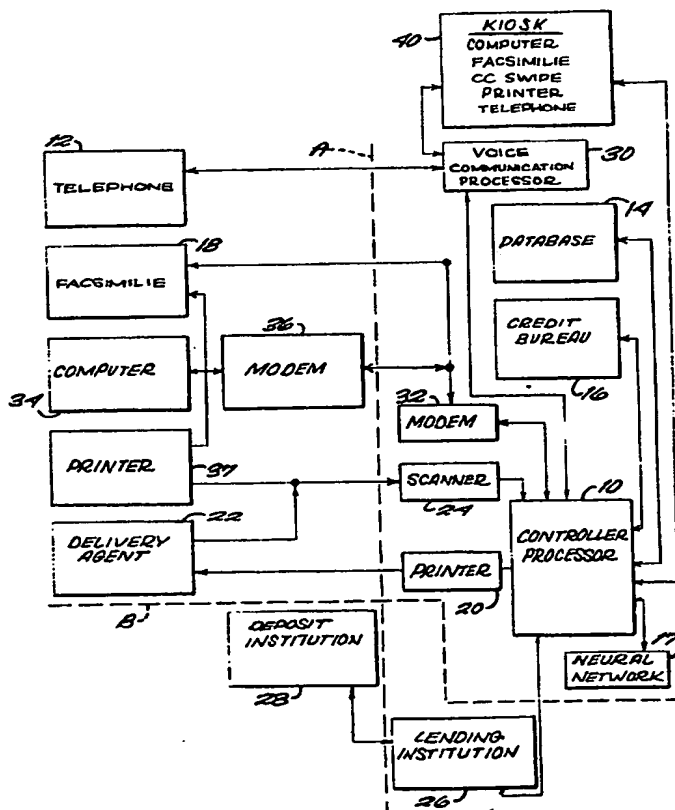 40
KIOSK
COMPUTER
FACSIMILIE
CC SWIPE
PRINTER
TELEPHONE
12
TELEPHONE
A
VOICE
COMMUNICATION
PROCESSOR
30
18
FACSIMILIE
14
DATABASE
36
MODEM
CREDIT
BUREAU
16
COMPUTER
34
32
MODEM
PRINTER
37
SCANNER
24
10
CONTROLLER
PROCESSOR
22
DELIVERY
AGENT
PRINTER
20
B
DEPOSIT
INSTITUTION
28
17
NEURAL
NETWORK
LENDING
INSTITUTION
26